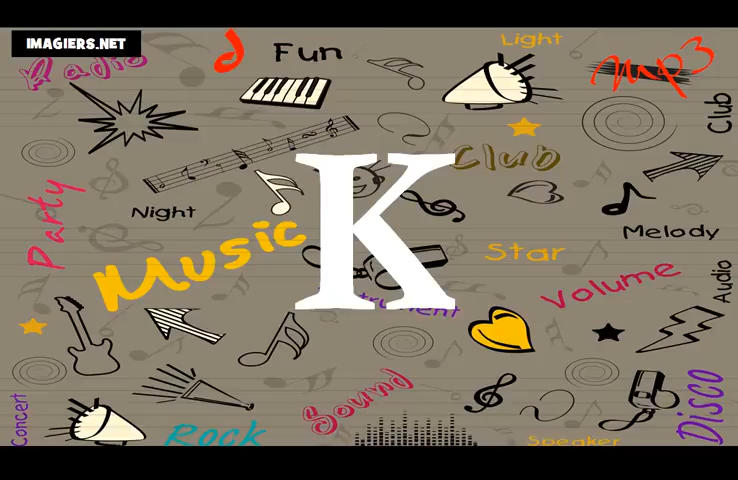 IMAGIERS.NET
Radio
Fun
Light
mp3
Club
Club
Party
Night
K
Melody
Music
Star
Volume
Audio
Instrument
Concert
Rock
Sound
Speaker
Disco